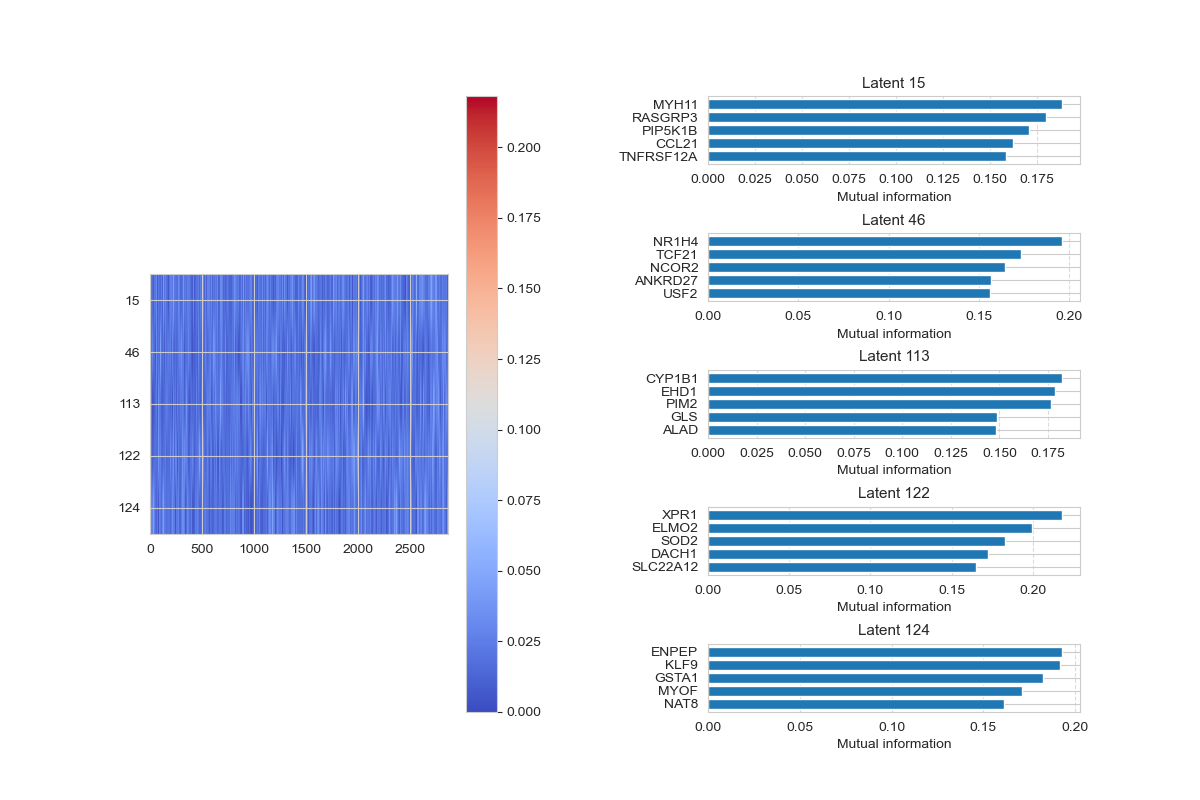 15
46
113
122
124
0 500 1000 1500 2000 2500
0.200
0.175
0.150
0.125
0.100
0.075
0.050
0.025
0.000
Latent 15
MYH11
RASGRP3
PIP5K1B
CCL21
TNFRSF12A
0.000 0.025 0.050 0.075 0.100 0.125 0.150 0.175
Mutual information
Latent 46
NR1H4
TCF21
NCOR2
ANKRD27
USF2
0.00 0.05 0.10 0.15 0.20
Mutual information
Latent 113
CYP1B1
EHD1
PIM2
GLS
ALAD
0.000 0.025 0.050 0.075 0.100 0.125 0.150 0.175
Mutual information
Latent 122
XPR1
ELMO2
SOD2
DACH1
SLC22A12
0.00 0.05 0.10 0.15 0.20
Mutual information
Latent 124
ENPEP
KLF9
GSTA1
MYOF
NAT8
0.00 0.05 0.10 0.15 0.20
Mutual information